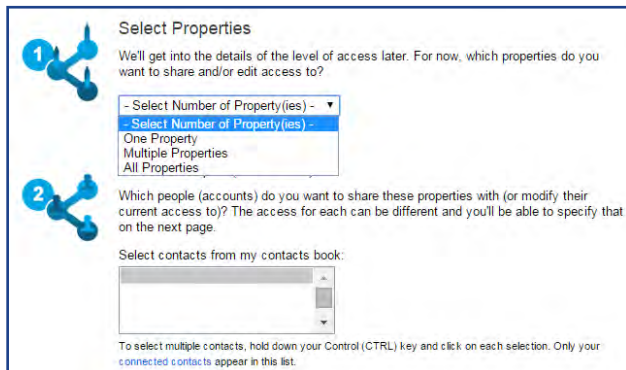 Select Properties
1
We'll get into the details of the level of access later. For now, which properties do you
want to share and/or edit access to?
- Select Number of Property(ies) -
- Select Number of Property(ies) -
One Property
Multiple Properties
All Properties
2
Which people (accounts) do you want to share these properties with (or modify their
current access to)? The access for each can be different and you'll be able to specify that
on the next page.
Select contacts from my contacts book:
To select multiple contacts, hold down your Control (CTRL) key and click on each selection. Only your
connected contacts appear in this list.